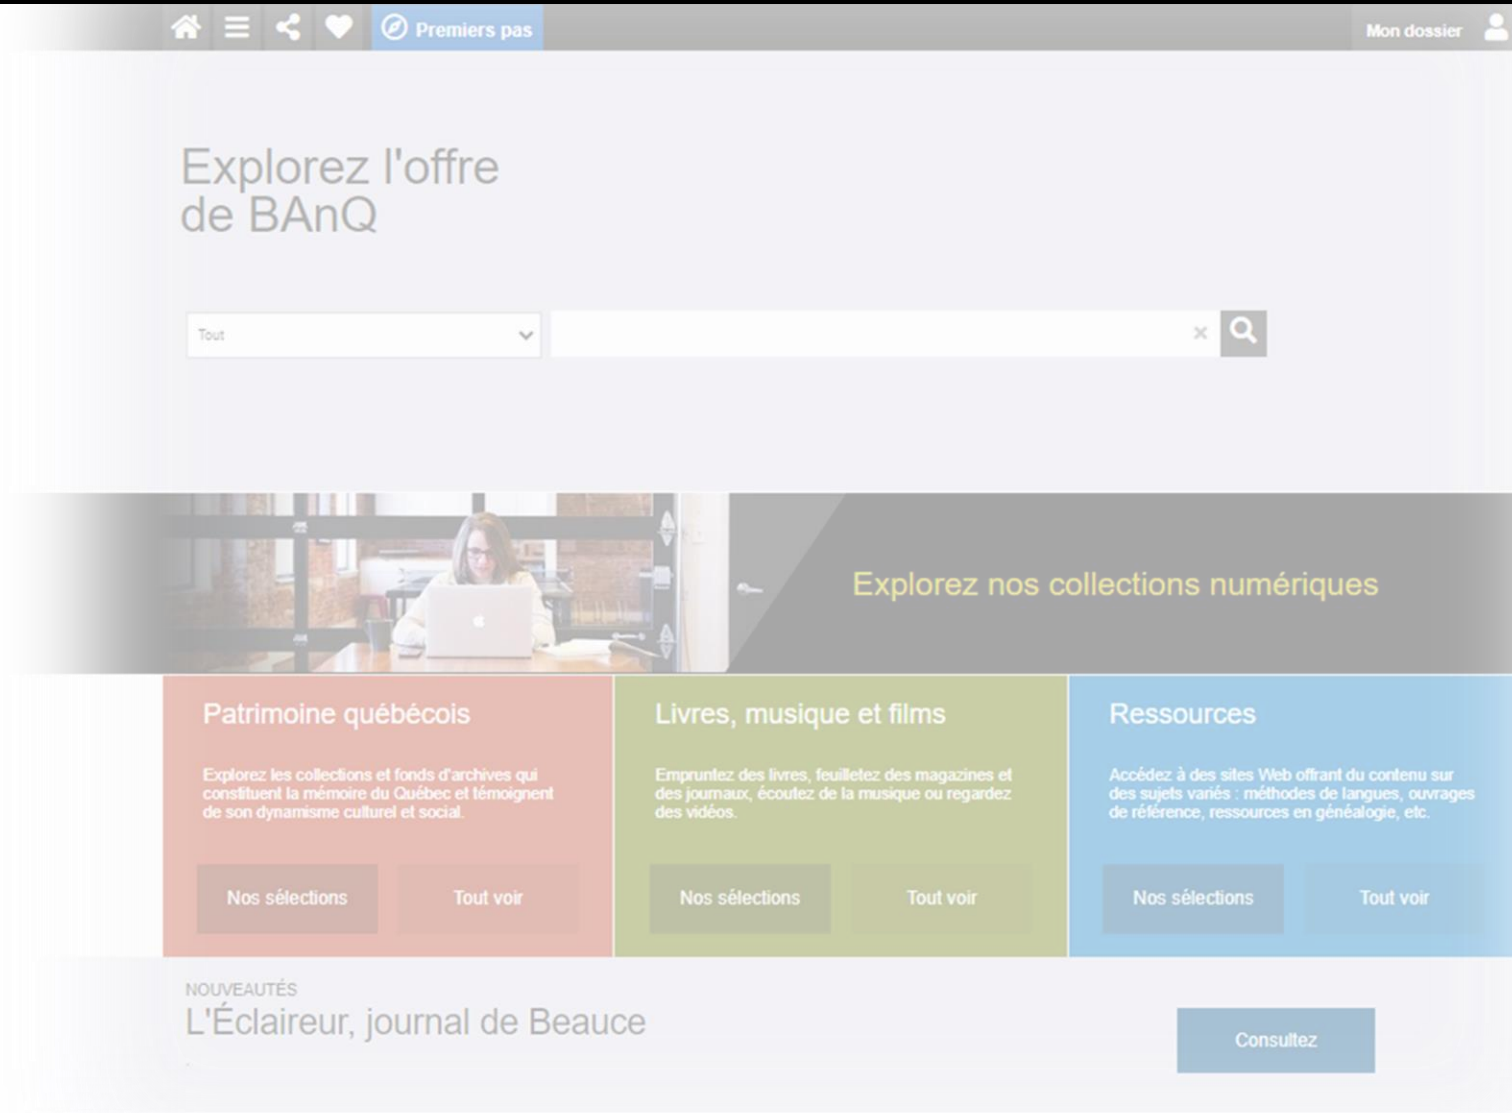 Premiers pas
Mon dossier
Explorez l'offre
de BAnQ
Tout
Explorez nos collections numériques
Patrimoine québécois
Explorez les collections et fonds d'archives qui
constituent la mémoire du Québec et témoignent
de son dynamisme culturel et social.
Nos sélections
Tout voir
Livres, musique et films
Empruntez des livres, feuilletez des magazines et
des journaux, écoutez de la musique ou regardez
des vidéos.
Nos sélections
Tout voir
Ressources
Accédez à des sites Web offrant du contenu sur
des sujets variés : méthodes de langues, ouvrages
de référence, ressources en généalogie, etc.
Nos sélections
Tout voir
NOUVEAUTÉS
L'Éclaireur, journal de Beauce
Consultez